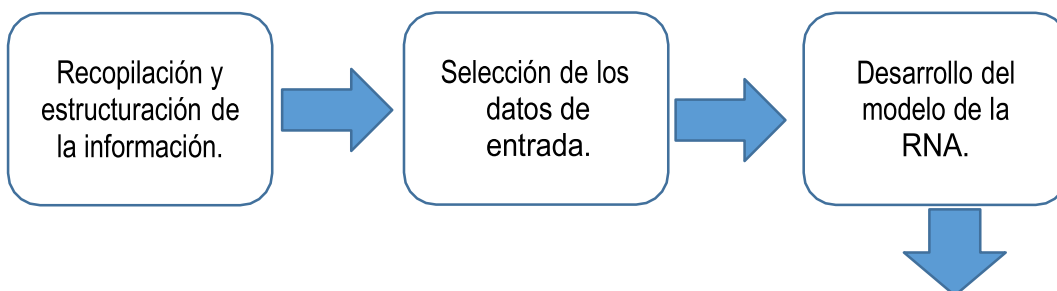 Recopilación y
estructuración de
la información.
Selección de los
datos de
entrada.
Desarrollo del
modelo de la
RNA.